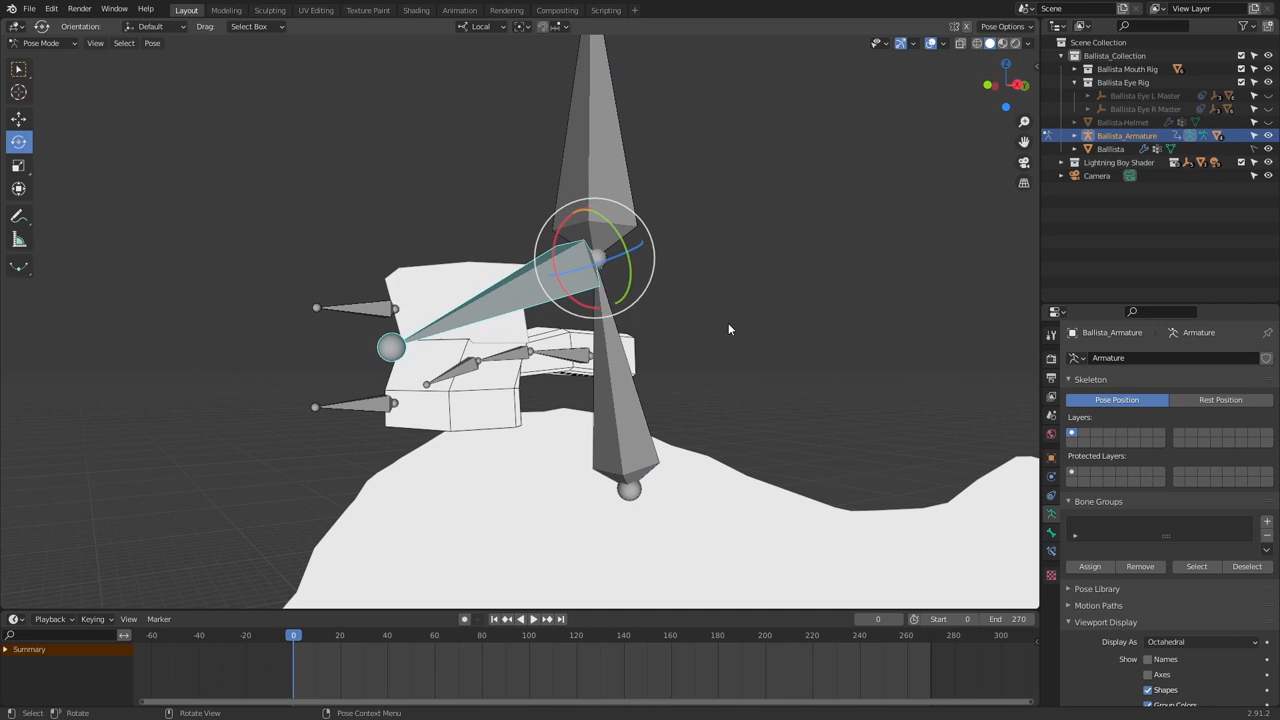 File Edit Render Window Help Layout Modeling Sculpting UV Editing Texture Paint Shading Animation Rendering Compositing Scripting + Scene View Layer
Orientation: Default Drag: Select Box Local Pose Options
Pose Mode View Select Pose
Z
X
Scene Collection
Ballista_Collection
Ballista Mouth Rig
Ballista Eye Rig
Ballista Eye L Master
Ballista Eye R Master
Ballista-Helmet
Ballista_Armature
Balllista
Lightning Boy Shader
Camera
Ballista_Armature Armature
Armature
Skeleton
Pose Position Rest Position
Layers:
Protected Layers:
Bone Groups
Assign Remove Select Deselect
Pose Library
Motion Paths
Viewport Display
Display As Octahedral
Show Names
Axes
Shapes
Group Colors
Playback Keying View Marker 0 Start 0 End 270
-60 -40 -20 0 20 40 60 80 100 120 140 160 180 200 220 240 260 280 300
Summary
Select Rotate Rotate View Pose Context Menu 2.91.2